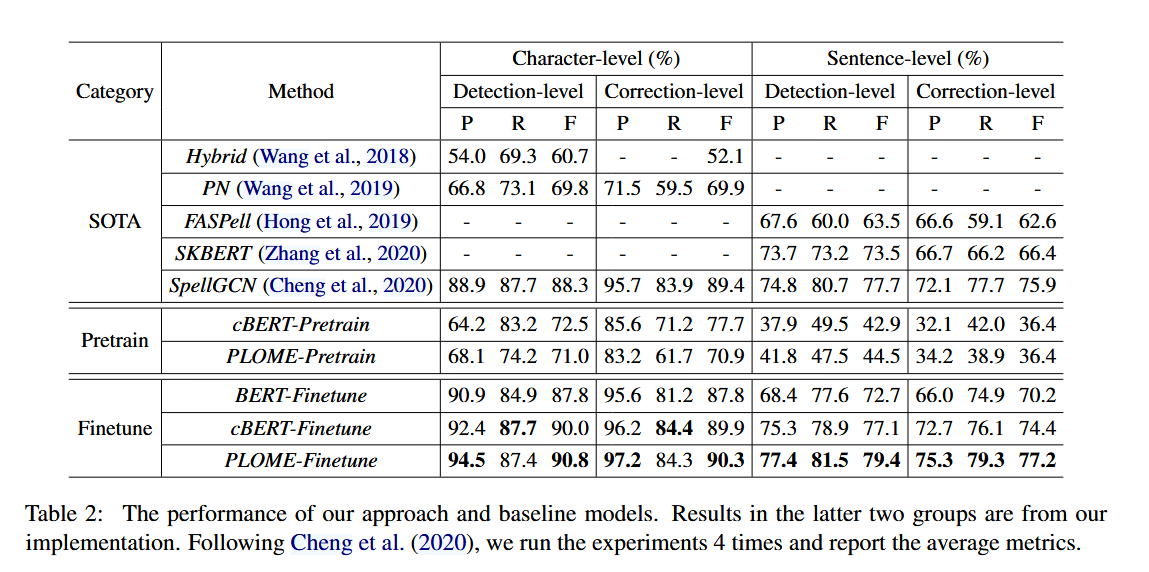 Category Method Character-level (%) Sentence-level (%)
Detection-level Correction-level Detection-level Correction-level
P R F P R F P R F P R F
SOTA
Hybrid (Wang et al., 2018) 54.0 69.3 60.7 - - 52.1 - - - - - -
PN (Wang et al., 2019) 66.8 73.1 69.8 71.5 59.5 69.9 - - - - - -
FASPell (Hong et al., 2019) - - - - - - 67.6 60.0 63.5 66.6 59.1 62.6
SKBERT (Zhang et al., 2020) - - - - - - 73.7 73.2 73.5 66.7 66.2 66.4
SpellGCN (Cheng et al., 2020) 88.9 87.7 88.3 95.7 83.9 89.4 74.8 80.7 77.7 72.1 77.7 75.9
Pretrain
cBERT-Pretrain 64.2 83.2 72.5 85.6 71.2 77.7 37.9 49.5 42.9 32.1 42.0 36.4
PLOME-Pretrain 68.1 74.2 71.0 83.2 61.7 70.9 41.8 47.5 44.5 34.2 38.9 36.4
Finetune
BERT-Finetune 90.9 84.9 87.8 95.6 81.2 87.8 68.4 77.6 72.7 66.0 74.9 70.2
cBERT-Finetune 92.4 87.7 90.0 96.2 84.4 89.9 75.3 78.9 77.1 72.7 76.1 74.4
PLOME-Finetune 94.5 87.4 90.8 97.2 84.3 90.3 77.4 81.5 79.4 75.3 79.3 77.2
Table 2: The performance of our approach and baseline models. Results in the latter two groups are from our
implementation. Following Cheng et al. (2020), we run the experiments 4 times and report the average metrics.